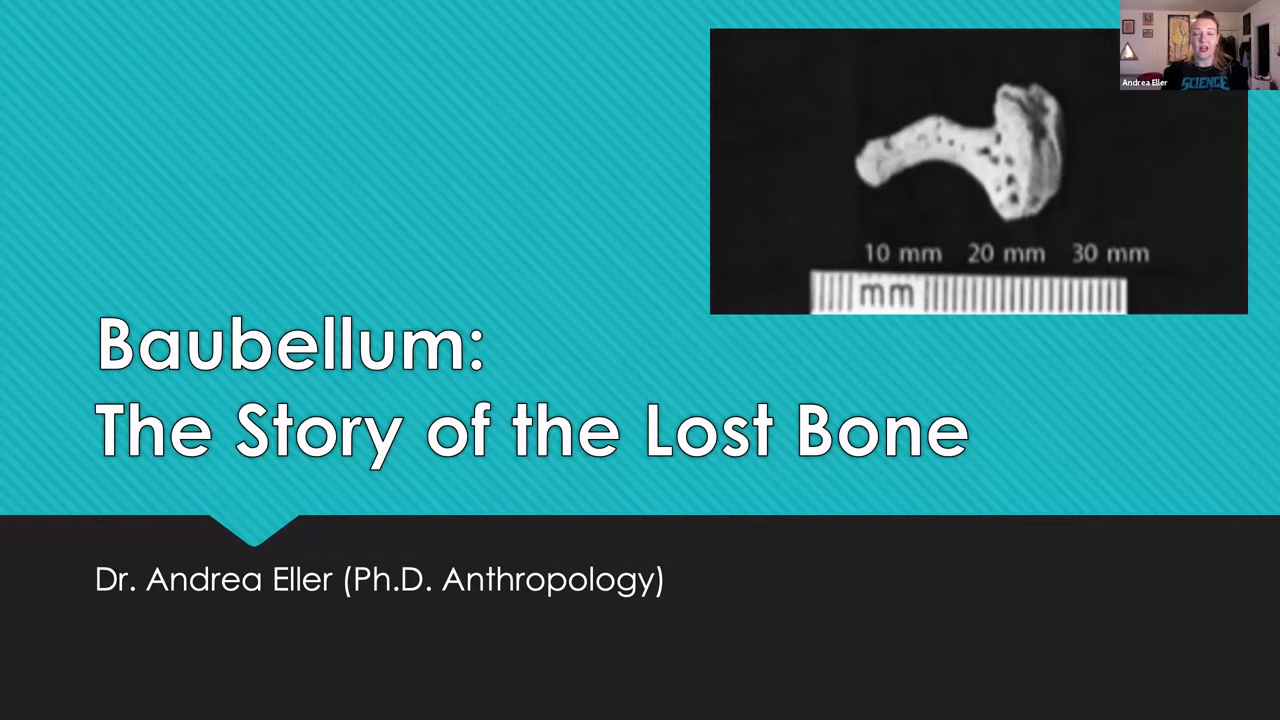 Andrea Eller
SCIENCE
10 mm 20 mm 30 mm
mm
Baubellum:
The Story of the Lost Bone
Dr. Andrea Eller (Ph.D. Anthropology)